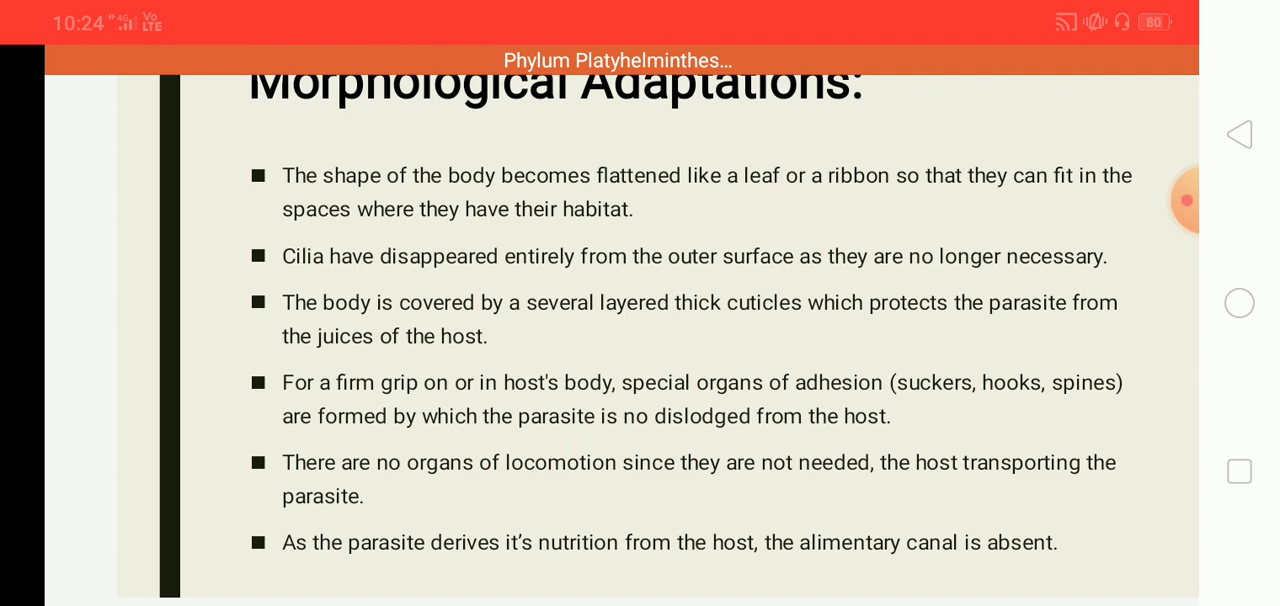 10:24 4G Vo LTE 80
Phylum Platyhelminthes...
Morphological Adaptations:
■ The shape of the body becomes flattened like a leaf or a ribbon so that they can fit in the
spaces where they have their habitat.
■ Cilia have disappeared entirely from the outer surface as they are no longer necessary.
■ The body is covered by a several layered thick cuticles which protects the parasite from
the juices of the host.
■ For a firm grip on or in host's body, special organs of adhesion (suckers, hooks, spines)
are formed by which the parasite is no dislodged from the host.
■ There are no organs of locomotion since they are not needed, the host transporting the
parasite.
■ As the parasite derives it’s nutrition from the host, the alimentary canal is absent.